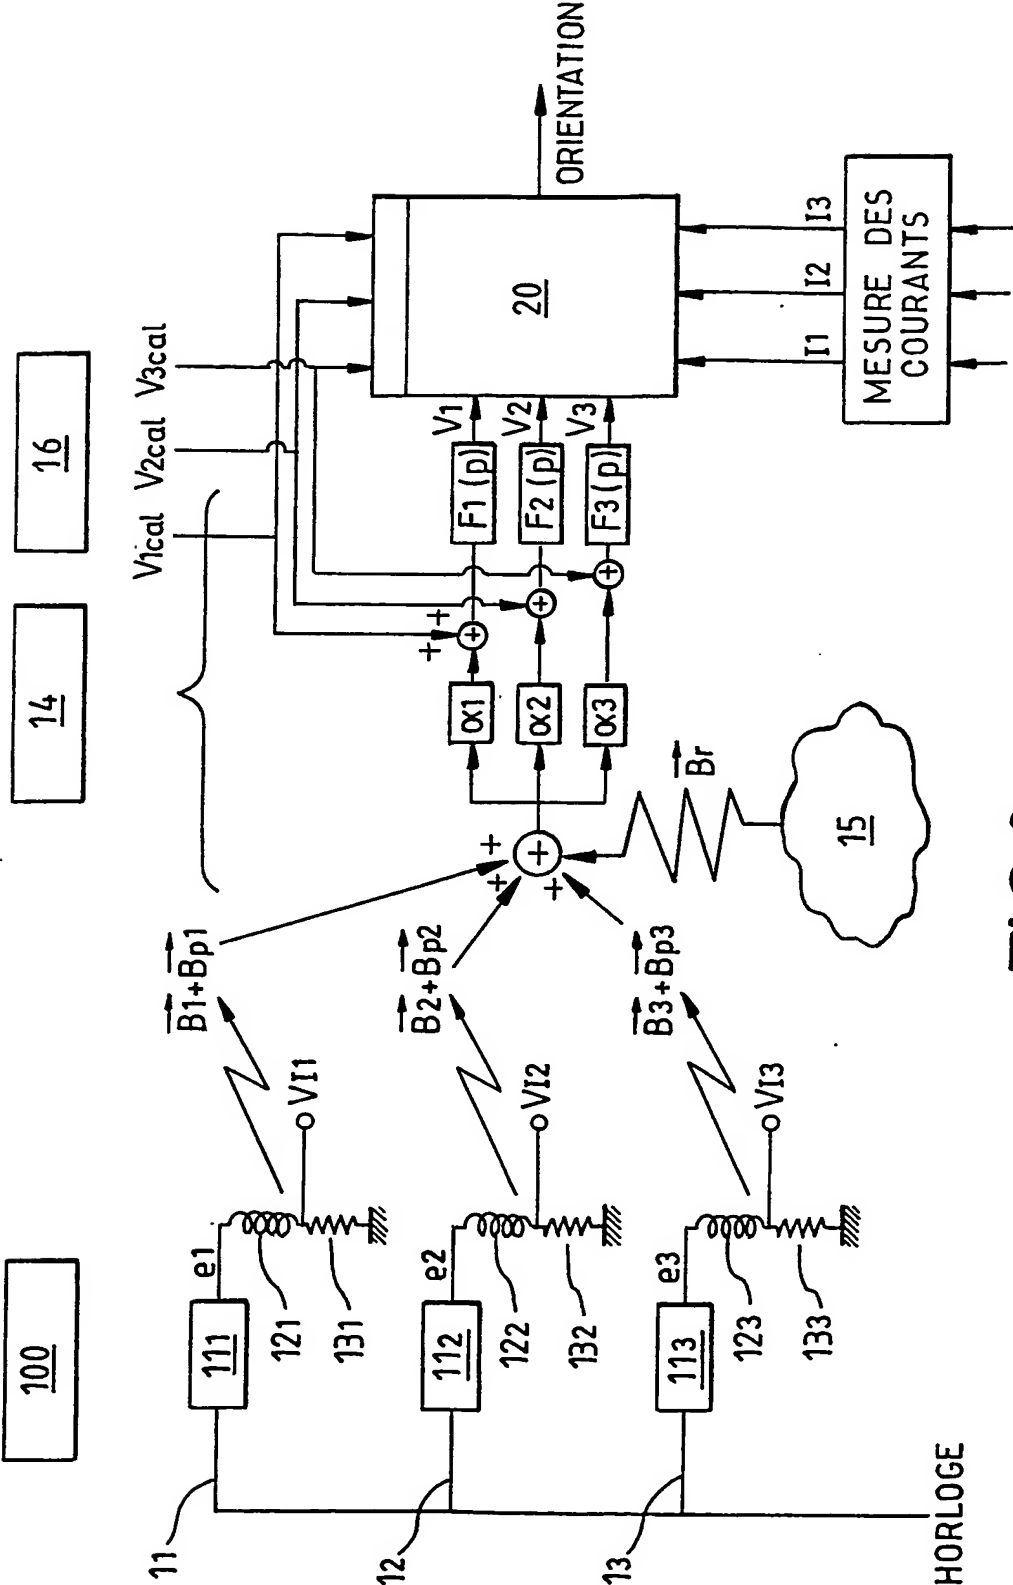 100
14
16
11
12
13
HORLOGE
111
112
113
e1
e2
e3
121
131
122
132
123
133
VI1
VI2
VI3
B1+Bp1
B2+Bp2
B3+Bp3
+
+
+
+
Br
15
α1
α2
α3
+
+
+
+
+
V1cal
V2cal
V3cal
F1(p)
F2(p)
F3(p)
V1
V2
V3
20
ORIENTATION
I1
I2
I3
MESURE DES
COURANTS